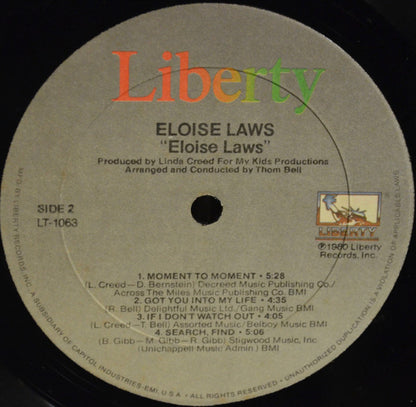 Liberty
ELOISE LAWS
"Eloise Laws"
Produced by Linda Creed For My Kids Productions
Arranged and Conducted by Thom Bell
SIDE 2
LT-1063
LIBERTY
℗1980 Liberty
Records, Inc.
1. MOMENT TO MOMENT • 5:28
(L. Creed—D. Bernstein) Decreed Music Publishing Co./
Across The Miles Music Publishing Co. BMI
2. GOT YOU INTO MY LIFE • 4:35
(R. Bell) Delightful Music Ltd./ Gang Music BMI
3. IF I DON'T WATCH OUT • 4:05
(L. Creed—T. Bell) Assorted Music/ Belboy Music BMI
4. SEARCH, FIND • 5:06
(B. Gibb—M. Gibb—R. Gibb) Stigwood Music, Inc
(Unichappell Music Admin.) BMI
MFG. BY LIBERTY RECORDS, INC., A SUBSIDIARY OF CAPITOL INDUSTRIES-EMI, U.S.A. • ALL RIGHTS RESERVED • UNAUTHORIZED DUPLICATION IS A VIOLATION OF APPLICABLE LAWS.